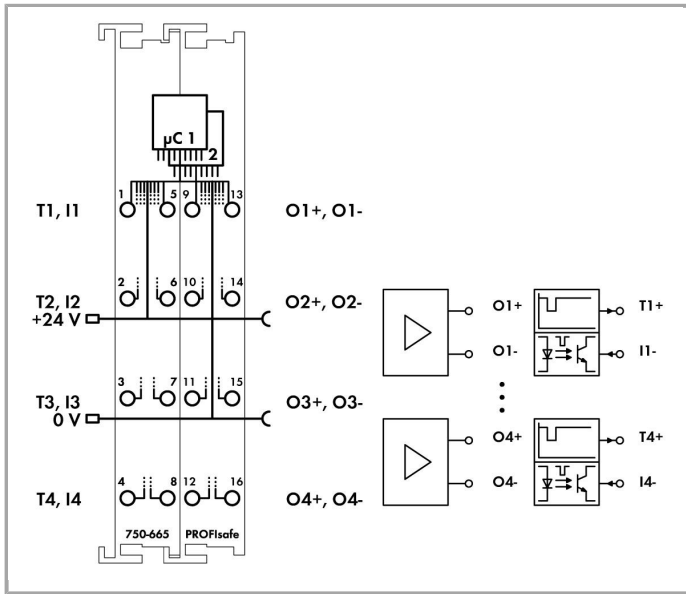 µC 1
2
1 5 9 13
T1, I1 O1+, O1-
2 6 10 14
T2, I2 O2+, O2-
+24 V
3 7 11 15
T3, I3 O3+, O3-
0 V
4 8 12 16
T4, I4 O4+, O4-
750-665 PROFIsafe
O1+ T1+
O1- I1-
O4+ T4+
O4- I4-